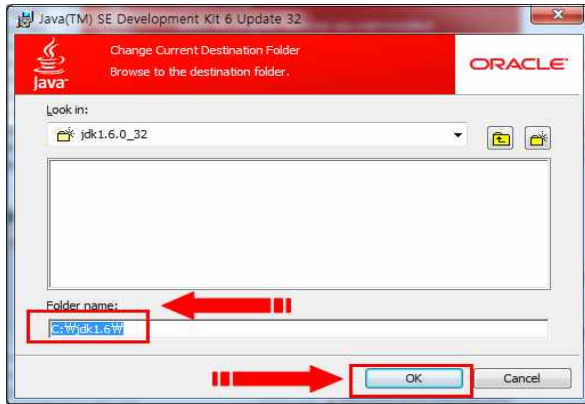 Java(TM) SE Development Kit 6 Update 32
Change Current Destination Folder
Browse to the destination folder.
Java
ORACLE
Look in:
jdk1.6.0_32
Folder name:
C:₩jdk1.6₩
OK
Cancel